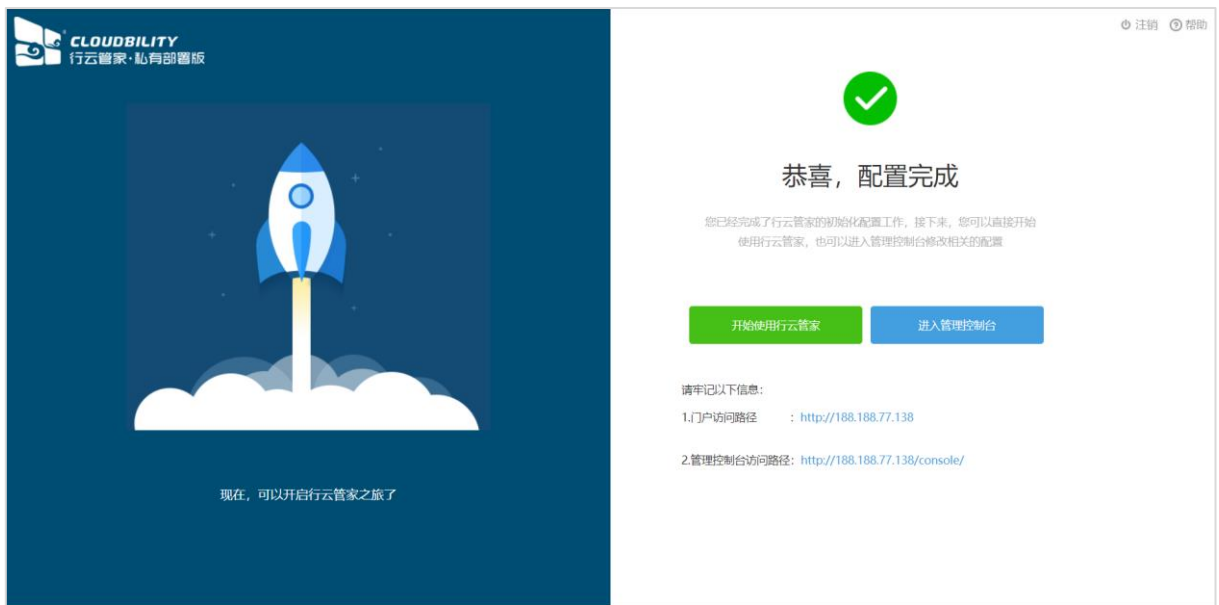 CLOUDBILITY
行云管家·私有部署版
现在，可以开启行云管家之旅了
注销 帮助
恭喜，配置完成
您已经完成了行云管家的初始化配置工作，接下来，您可以直接开始
使用行云管家，也可以进入管理控制台修改相关的配置
开始使用行云管家 进入管理控制台
请牢记以下信息：
1.门户访问路径 ：http://188.188.77.138
2.管理控制台访问路径：http://188.188.77.138/console/